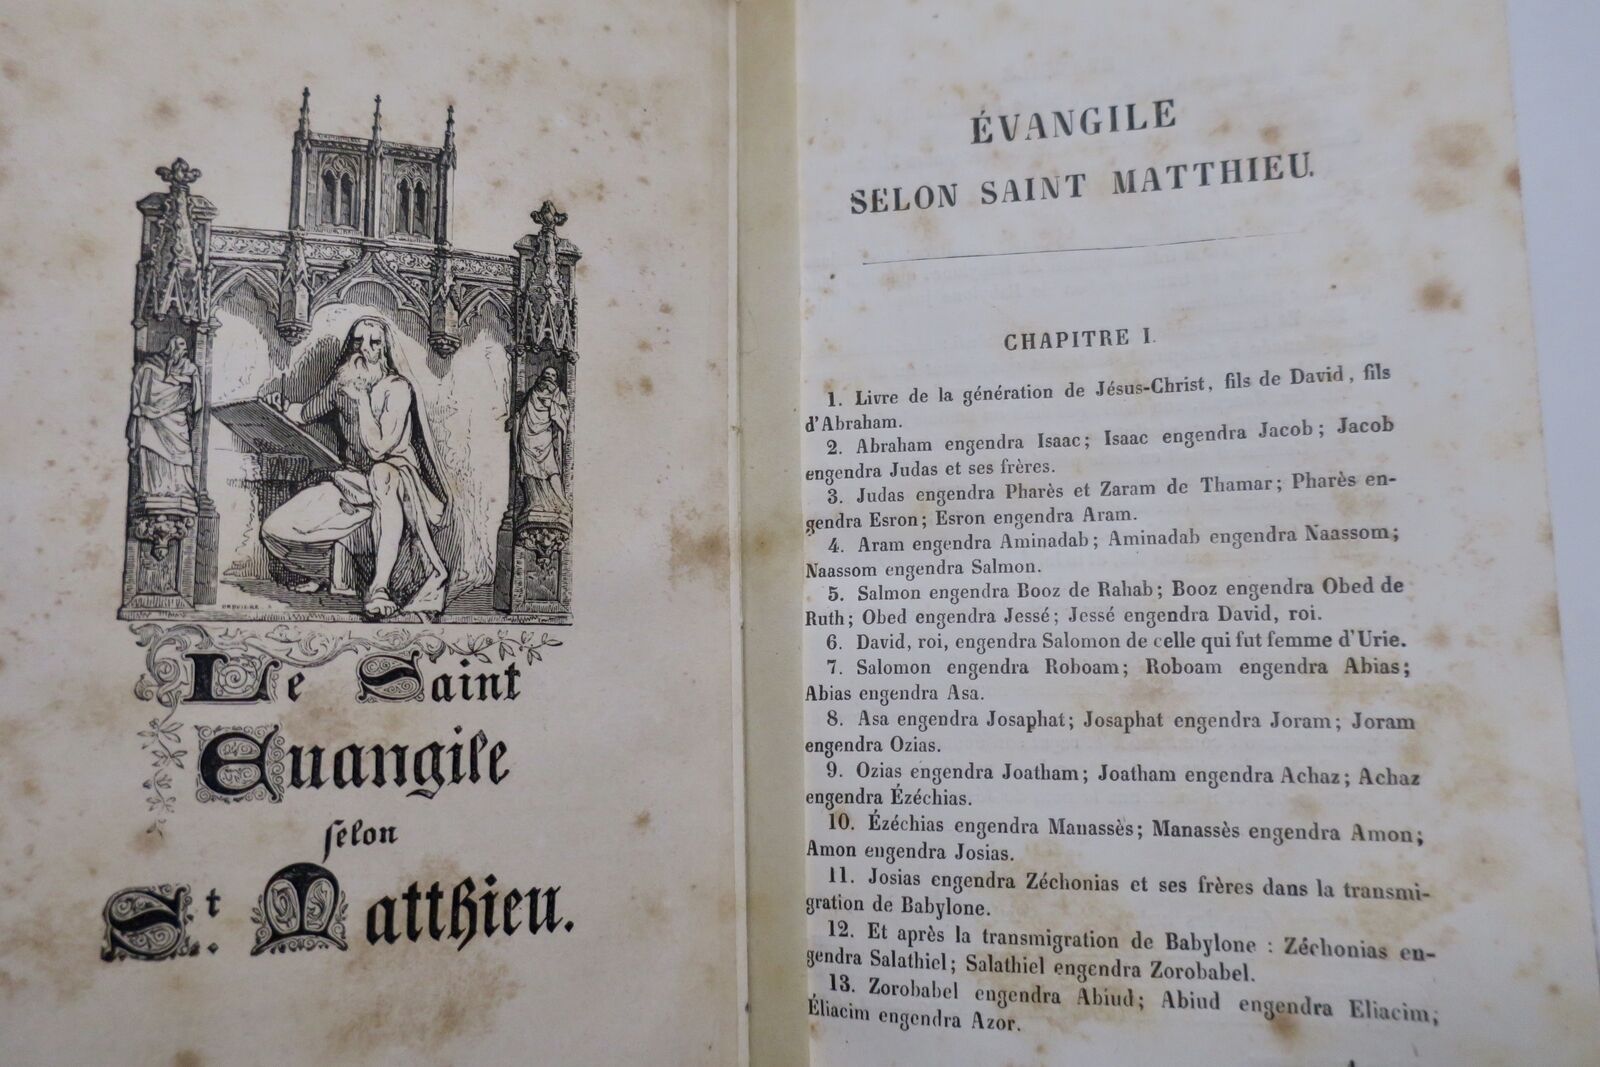 Le Saint
Euangile
selon
St Matthieu.
ÉVANGILE
SELON SAINT MATTHIEU.
CHAPITRE I.
1. Livre de la génération de Jésus-Christ, fils de David, fils
d'Abraham.
2. Abraham engendra Isaac; Isaac engendra Jacob; Jacob
engendra Judas et ses frères.
3. Judas engendra Pharès et Zaram de Thamar; Pharès en-
gendra Esron; Esron engendra Aram.
4. Aram engendra Aminadab; Aminadab engendra Naassom;
Naassom engendra Salmon.
5. Salmon engendra Booz de Rahab; Booz engendra Obed de
Ruth; Obed engendra Jessé; Jessé engendra David, roi.
6. David, roi, engendra Salomon de celle qui fut femme d'Urie.
7. Salomon engendra Roboam; Roboam engendra Abias;
Abias engendra Asa.
8. Asa engendra Josaphat; Josaphat engendra Joram; Joram
engendra Ozias.
9. Ozias engendra Joatham; Joatham engendra Achaz; Achaz
engendra Ézéchias.
10. Ézéchias engendra Manassès; Manassès engendra Amon;
Amon engendra Josias.
11. Josias engendra Zéchonias et ses frères dans la transmi-
gration de Babylone.
12. Et après la transmigration de Babylone : Zéchonias en-
gendra Salathiel; Salathiel engendra Zorobabel.
13. Zorobabel engendra Abiud; Abiud engendra Eliacim;
Éliacim engendra Azor.